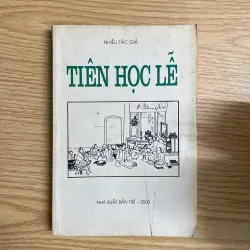 NHIỀU TÁC GIẢ
TIÊN HỌC LỄ
NHÀ XUẤT BẢN TRẺ - 2000